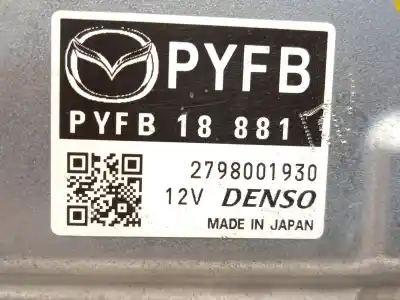 PYFB
PYFB 18 881
2798001930
12V DENSO
MADE IN JAPAN